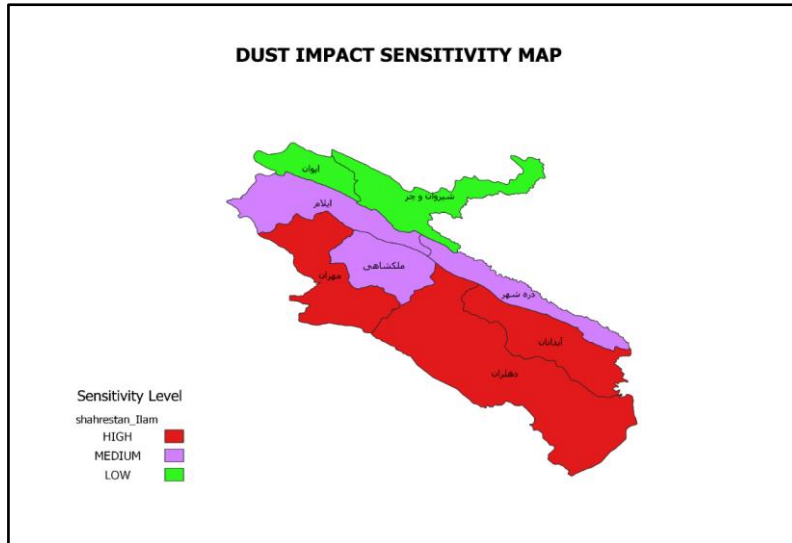 DUST IMPACT SENSITIVITY MAP
ایوان
شیروان و چر
ایلام
ملکشاهی
مهران
دره شهر
آبدانان
دهلران
Sensitivity Level
shahrestan_Ilam
HIGH
MEDIUM
LOW